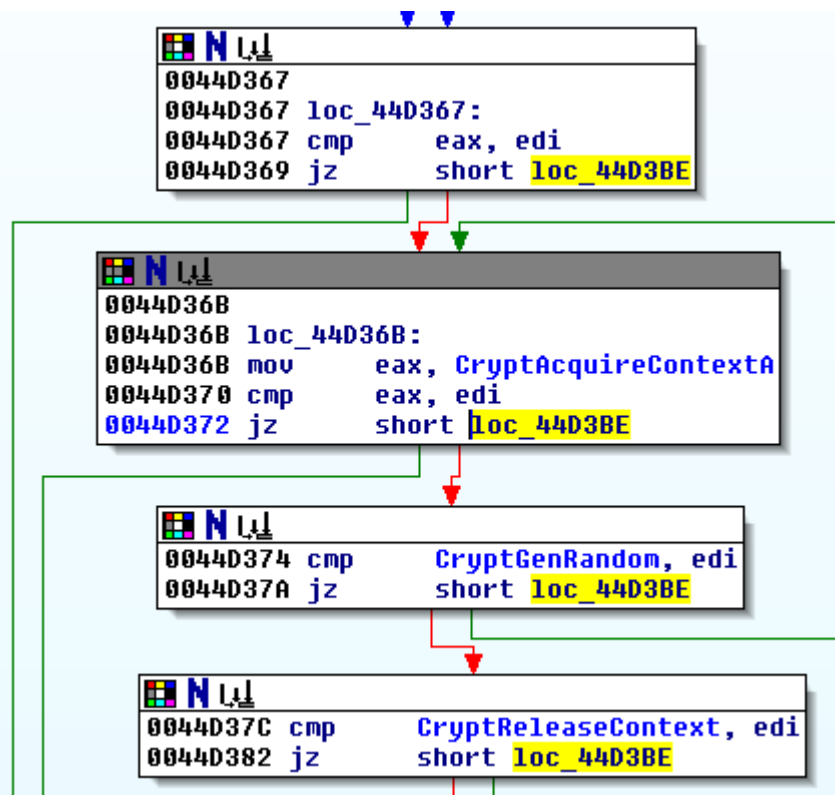 N
0044D367
0044D367 loc_44D367:
0044D367 cmp eax, edi
0044D369 jz short loc_44D3BE
N
0044D36B
0044D36B loc_44D36B:
0044D36B mov eax, CryptAcquireContextA
0044D370 cmp eax, edi
0044D372 jz short loc_44D3BE
N
0044D374 cmp CryptGenRandom, edi
0044D37A jz short loc_44D3BE
N
0044D37C cmp CryptReleaseContext, edi
0044D382 jz short loc_44D3BE